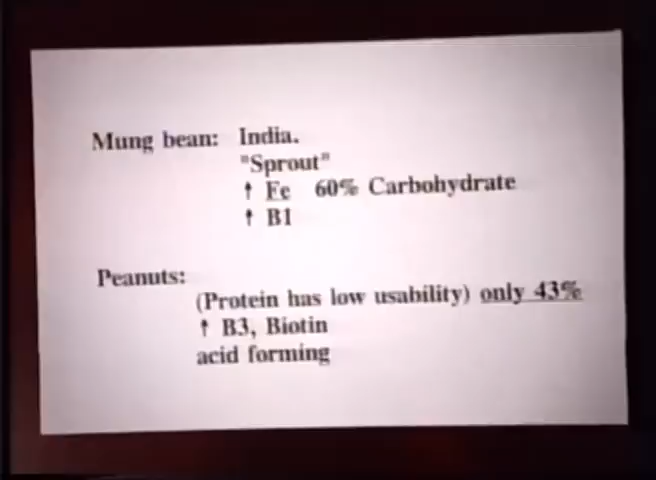 Mung bean: India.
"Sprout"
↑ Fe 60% Carbohydrate
↑ B1
Peanuts:
(Protein has low usability) only 43%
↑ B3, Biotin
acid forming